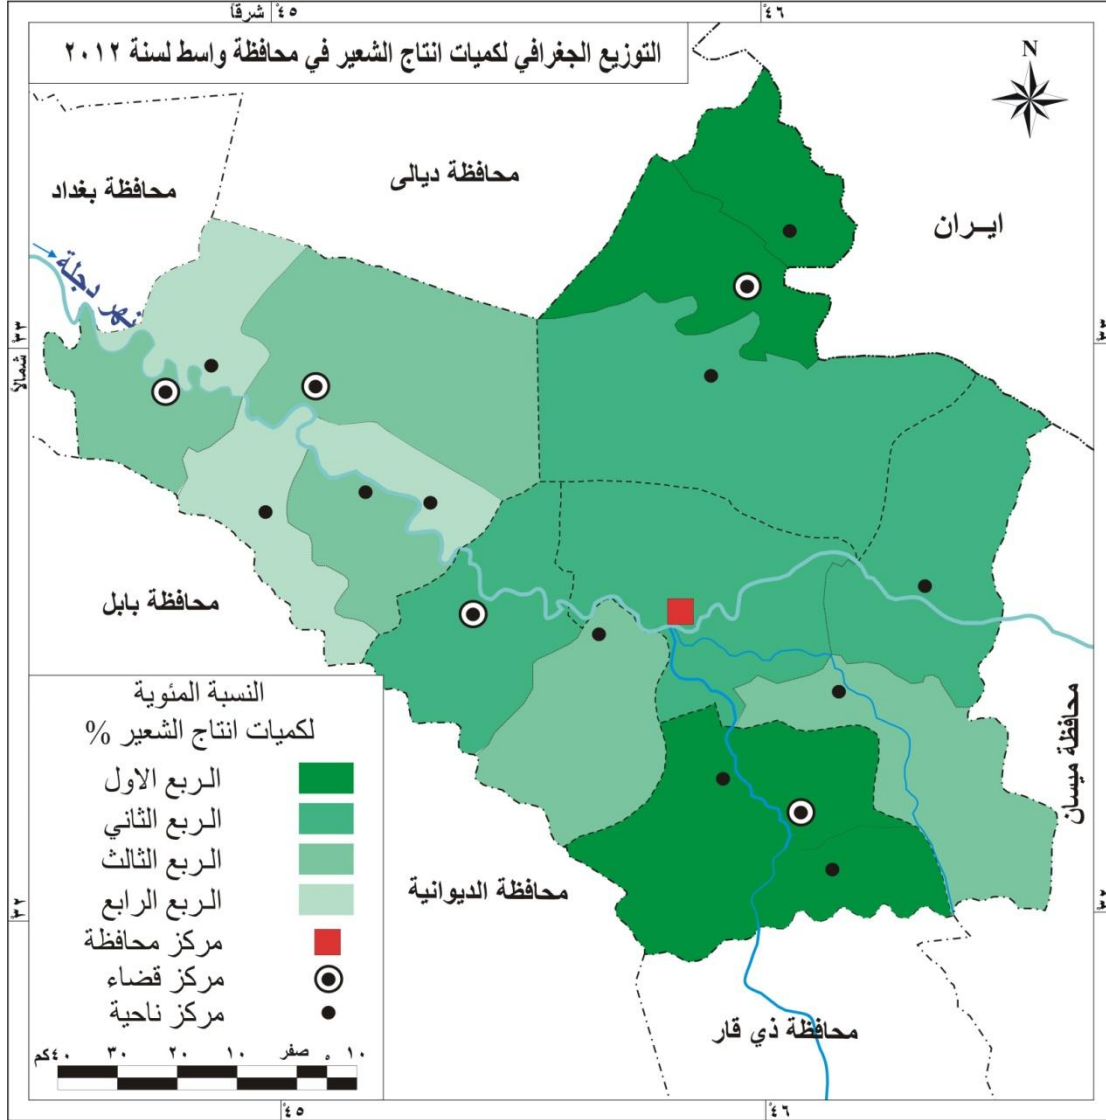 شرقاً
٤٥
٤٦
التوزيع الجغرافي لكميات انتاج الشعير في محافظة واسط لسنة ٢٠١٢
N
محافظة ديالى
محافظة بغداد
ايـران
نهر دجلة
٣٣
شمالاً
٣٣
محافظة بابل
محافظة ميسان
محافظة الديوانية
محافظة ذي قار
٣٢
٣٢
النسبة المئوية
لكميات انتاج الشعير %
الـربع الاول
الـربع الثاني
الـربع الثالث
الـربع الرابع
مركز محافظة
مركز قضاء
مركز ناحية
١٠ ٥ صفر ١٠ ٢٠ ٣٠ ٤٠كم
٤٥
٤٦